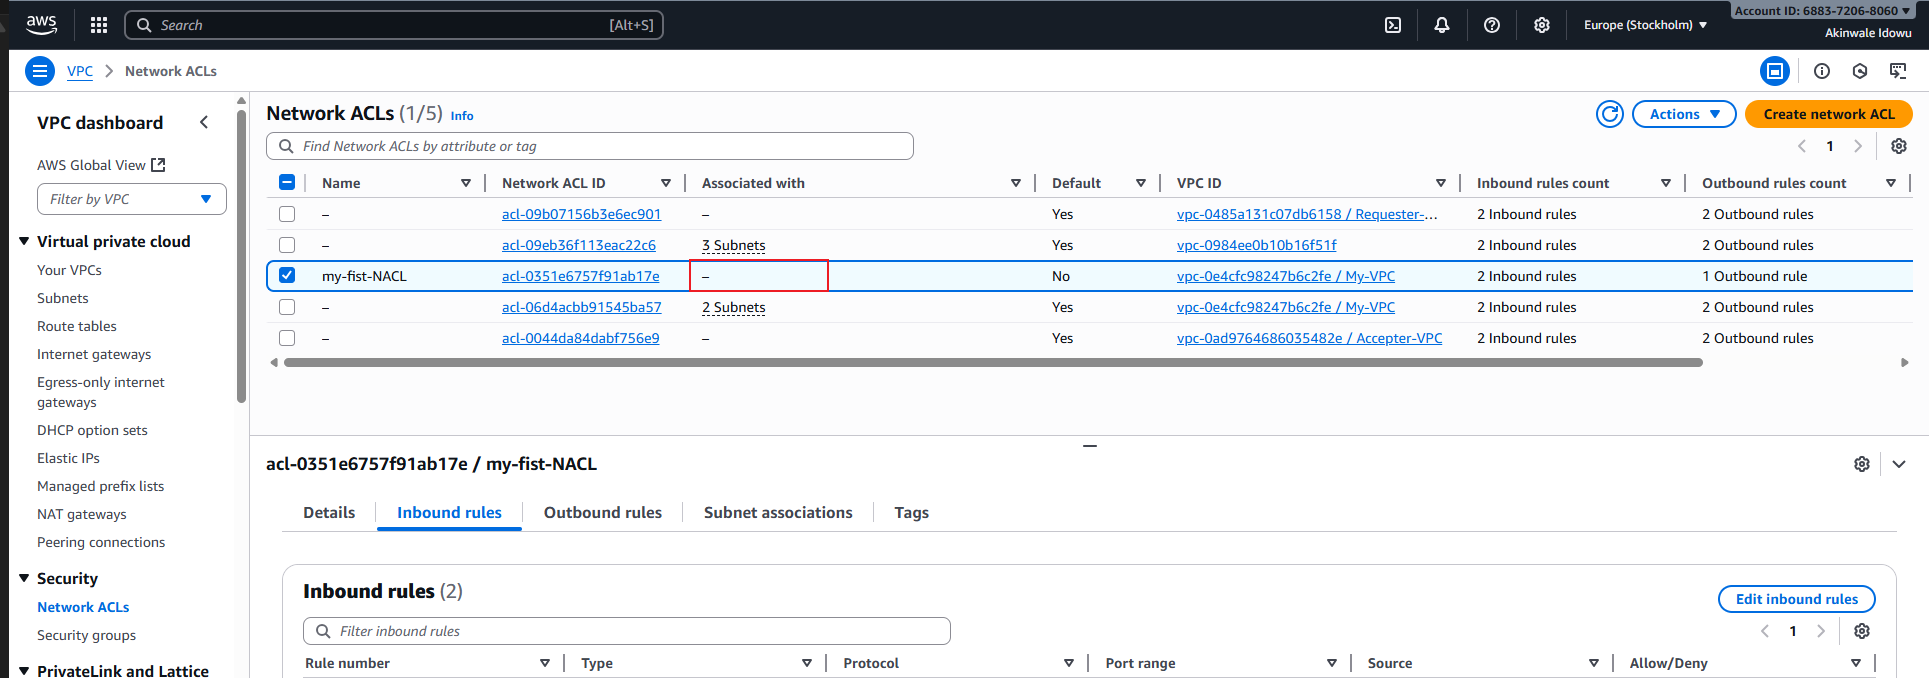 aws
Search [Alt+S]
Europe (Stockholm)
Account ID: 6883-7206-8060
Akinwale Idowu
VPC > Network ACLs
VPC dashboard
AWS Global View
Filter by VPC
Virtual private cloud
Your VPCs
Subnets
Route tables
Internet gateways
Egress-only internet
gateways
DHCP option sets
Elastic IPs
Managed prefix lists
NAT gateways
Peering connections
Security
Network ACLs
Security groups
PrivateLink and Lattice
Network ACLs (1/5) Info
Actions
Create network ACL
Find Network ACLs by attribute or tag
1
Name Network ACL ID Associated with Default VPC ID Inbound rules count Outbound rules count
– acl-09b07156b3e6ec901 – Yes vpc-0485a131c07db6158 / Requester-... 2 Inbound rules 2 Outbound rules
– acl-09eb36f113eac22c6 3 Subnets Yes vpc-0984ee0b10b16f51f 2 Inbound rules 2 Outbound rules
my-fist-NACL acl-0351e6757f91ab17e – No vpc-0e4cfc98247b6c2fe / My-VPC 2 Inbound rules 1 Outbound rule
– acl-06d4acbb91545ba57 2 Subnets Yes vpc-0e4cfc98247b6c2fe / My-VPC 2 Inbound rules 2 Outbound rules
– acl-0044da84dabf756e9 – Yes vpc-0ad9764686035482e / Accepter-VPC 2 Inbound rules 2 Outbound rules
acl-0351e6757f91ab17e / my-fist-NACL
Details Inbound rules Outbound rules Subnet associations Tags
Inbound rules (2)
Edit inbound rules
Filter inbound rules
1
Rule number Type Protocol Port range Source Allow/Deny